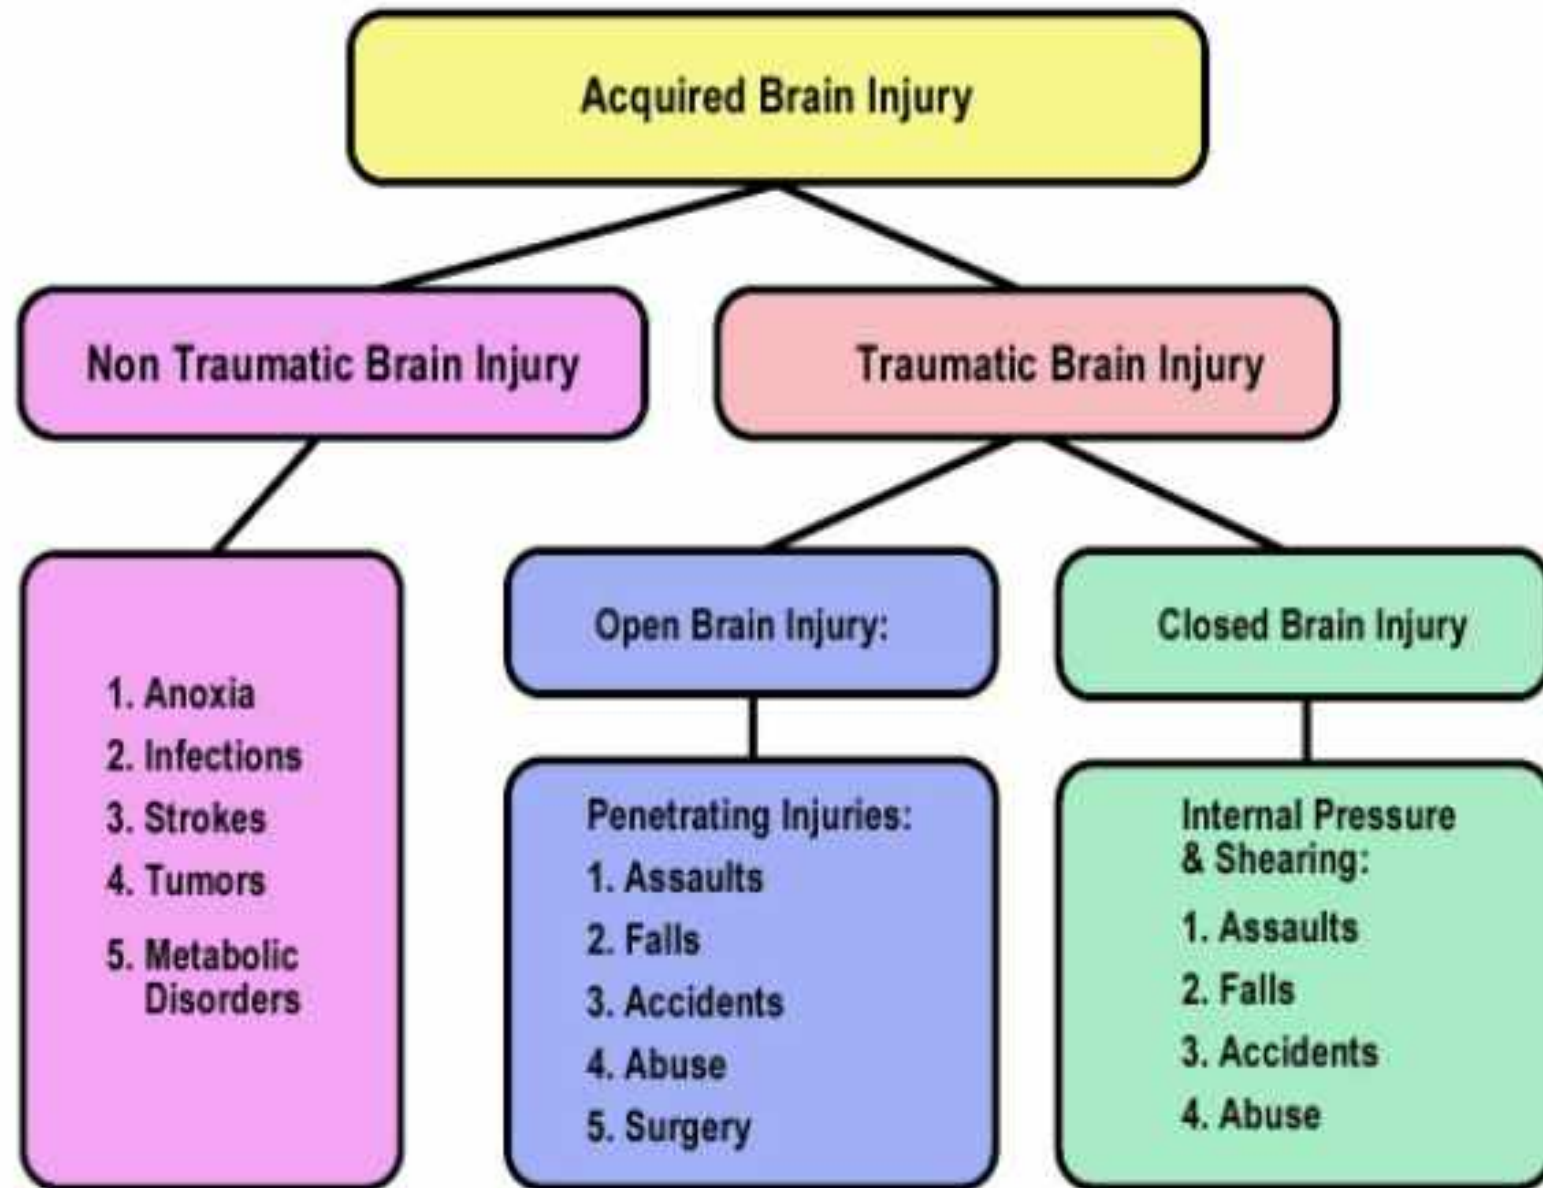 Acquired Brain Injury
Non Traumatic Brain Injury
Traumatic Brain Injury
1. Anoxia
2. Infections
3. Strokes
4. Tumors
5. Metabolic
Disorders
Open Brain Injury:
Penetrating Injuries:
1. Assaults
2. Falls
3. Accidents
4. Abuse
5. Surgery
Closed Brain Injury
Internal Pressure
& Shearing:
1. Assaults
2. Falls
3. Accidents
4. Abuse